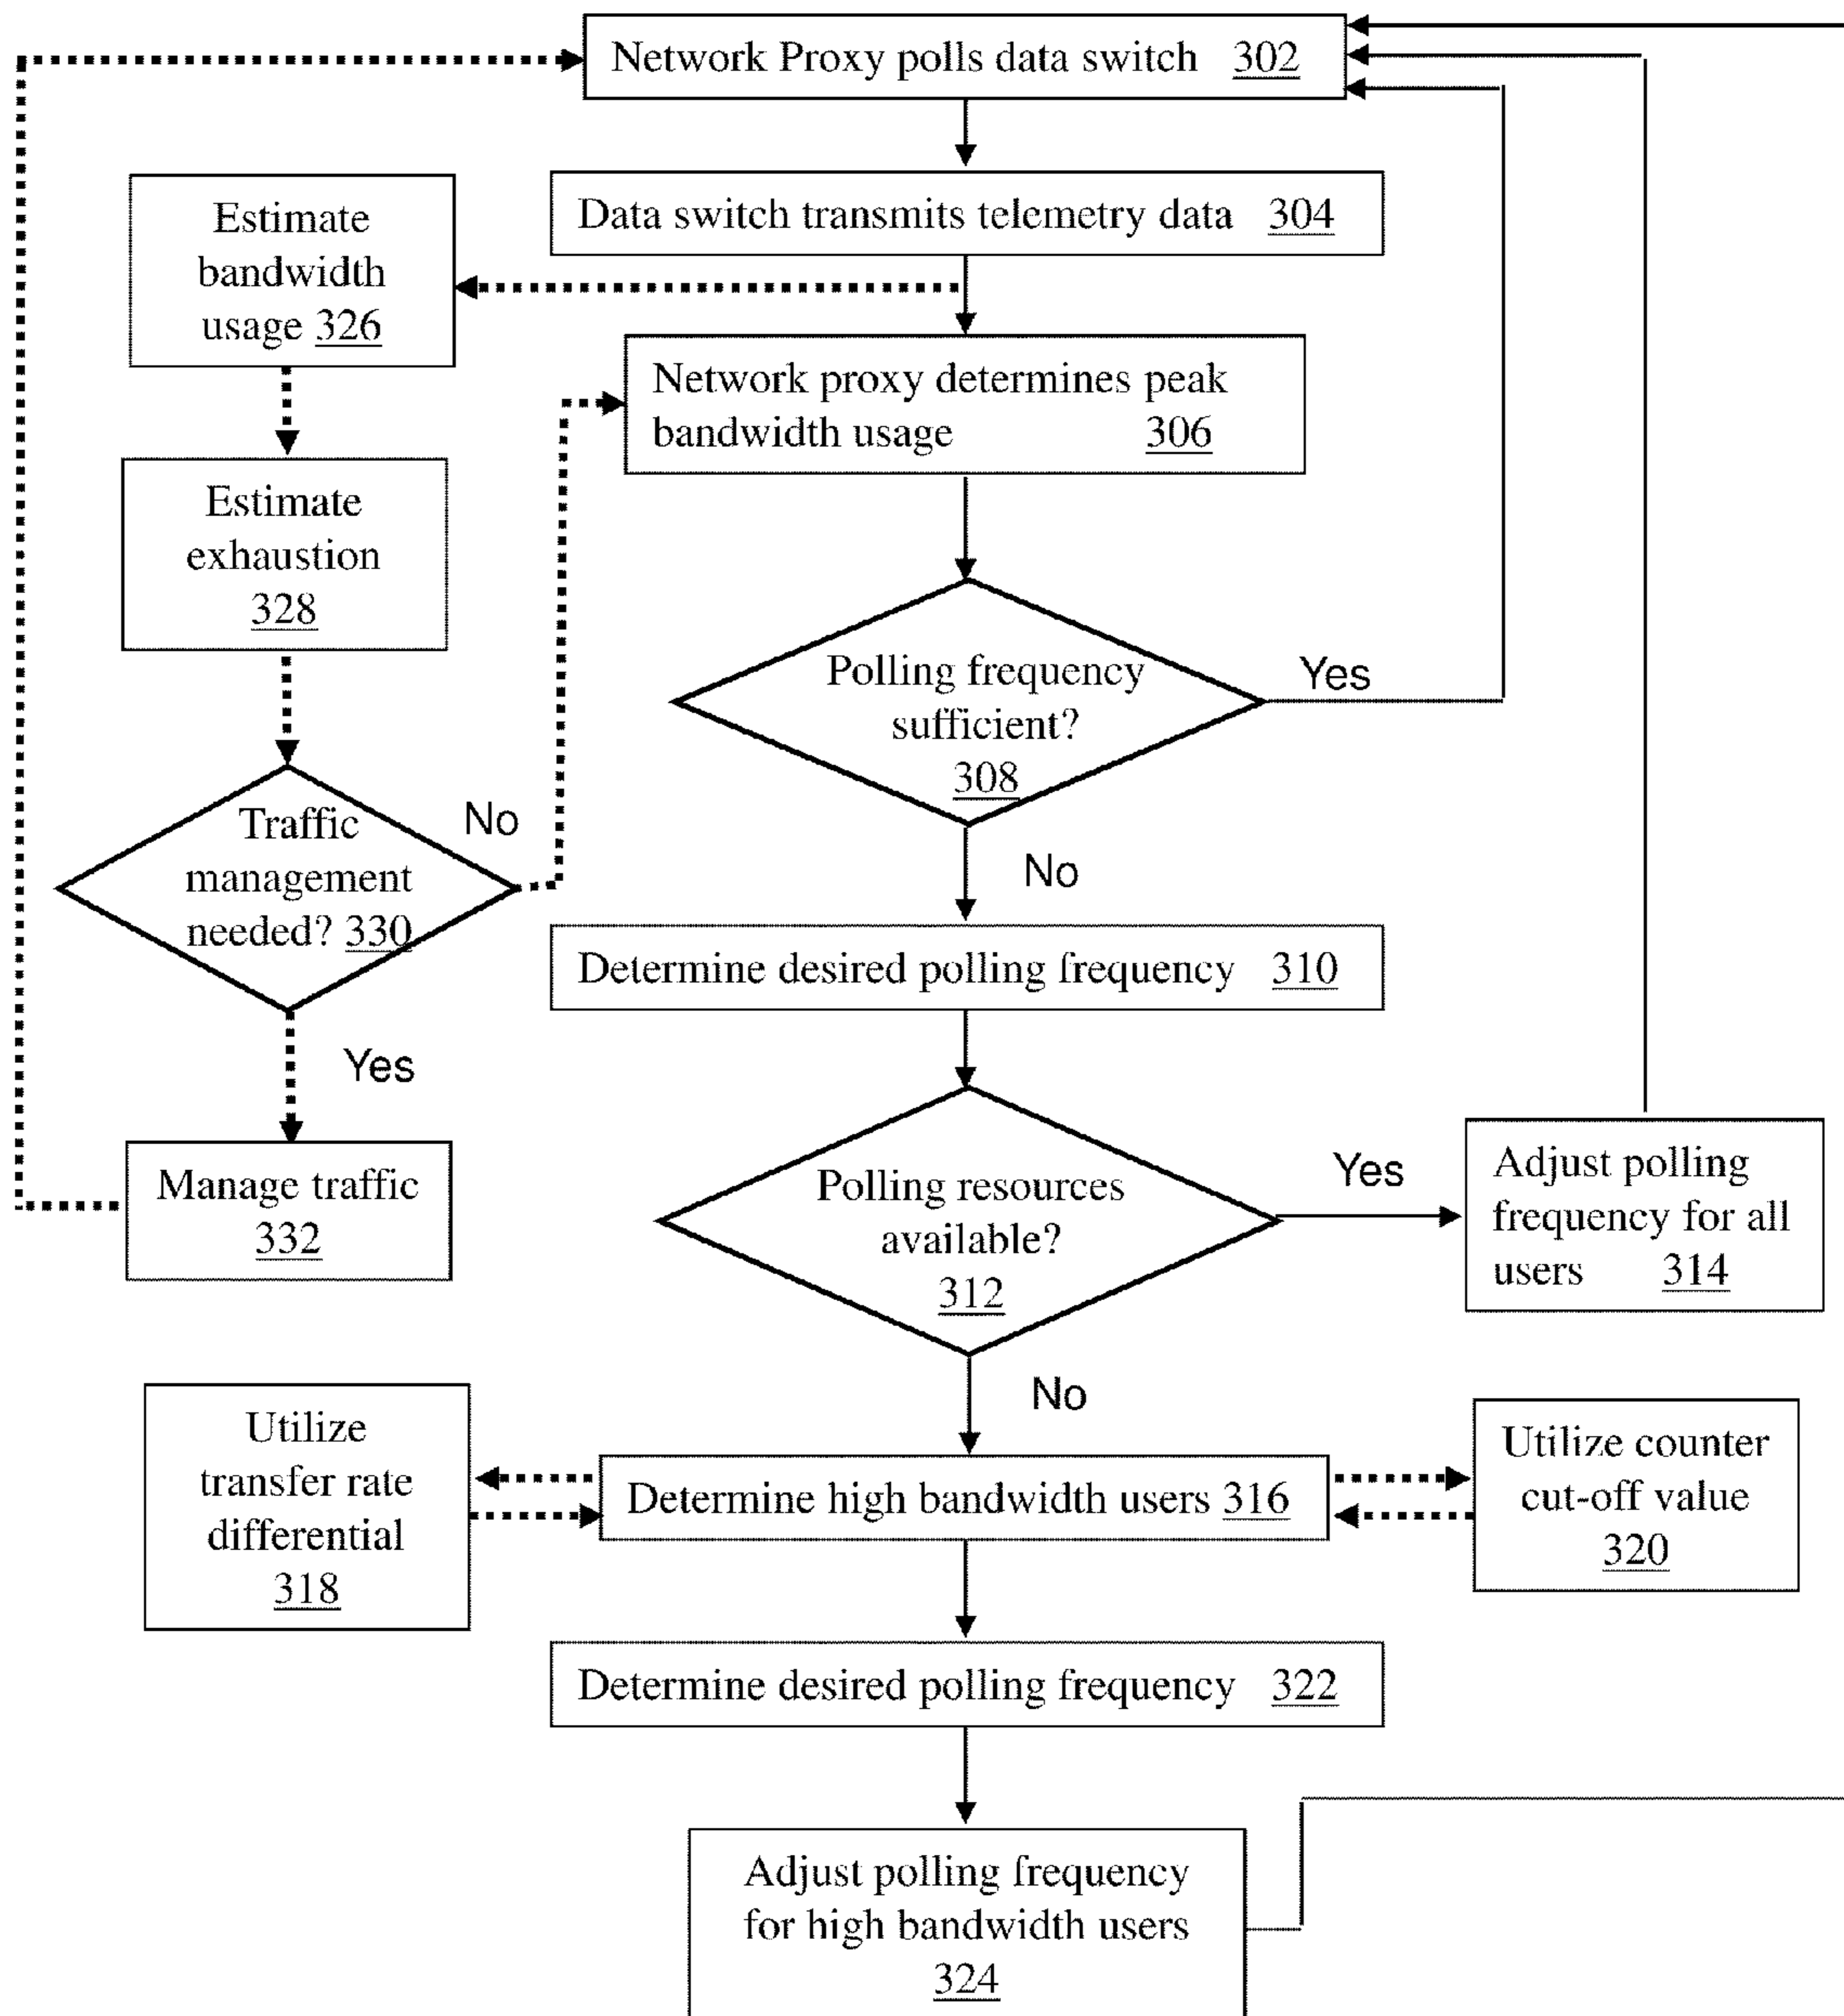 Network Proxy polls data switch 302
Data switch transmits telemetry data 304
Estimate
bandwidth
usage 326
Network proxy determines peak
bandwidth usage 306
Estimate
exhaustion
328
Polling frequency
sufficient?
308
Yes
No
Traffic
management
needed? 330
No
Yes
Determine desired polling frequency 310
Manage traffic
332
Polling resources
available?
312
Yes
No
Adjust polling
frequency for all
users 314
Utilize
transfer rate
differential
318
Determine high bandwidth users 316
Utilize counter
cut-off value
320
Determine desired polling frequency 322
Adjust polling frequency
for high bandwidth users
324